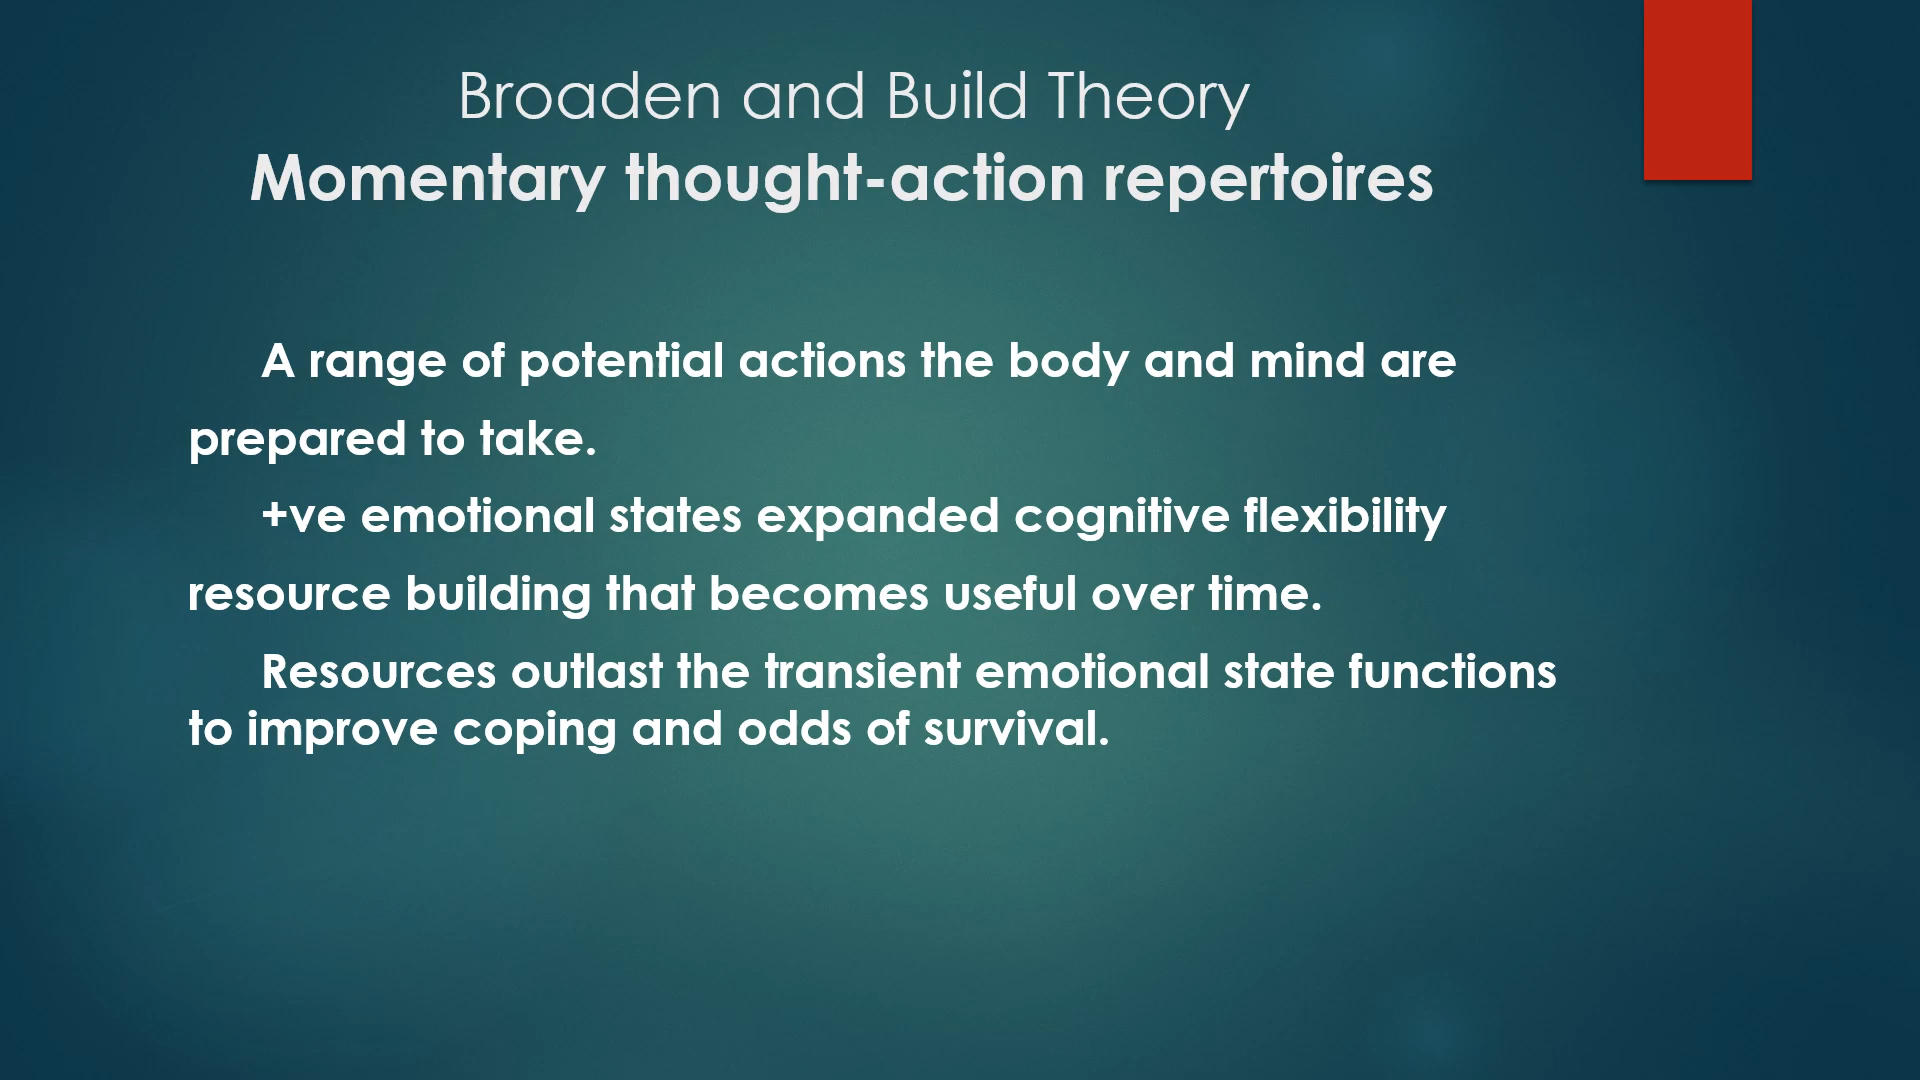 Broaden and Build Theory
Momentary thought-action repertoires
A range of potential actions the body and mind are
prepared to take.
+ve emotional states expanded cognitive flexibility
resource building that becomes useful over time.
Resources outlast the transient emotional state functions
to improve coping and odds of survival.